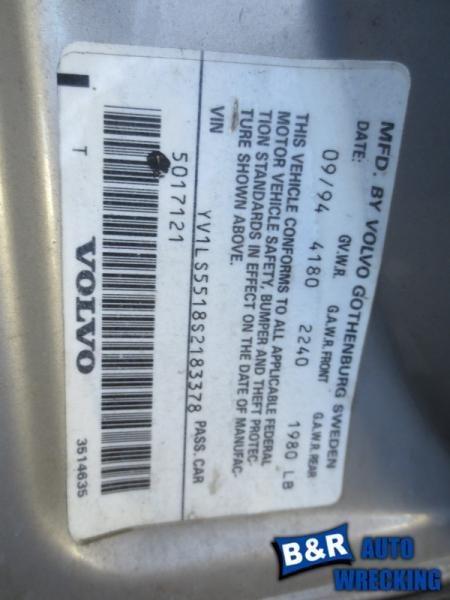 MFD. BY VOLVO GOTHENBURG SWEDEN
DATE: G.V.W.R G.A.W.R. FRONT G.A.W.R. REAR
09/94 4180 2240 1980 LB
THIS VEHICLE CONFORMS TO ALL APPLICABLE FEDERAL
MOTOR VEHICLE SAFETY, BUMPER AND THEFT PROTEC-
TION STANDARDS IN EFFECT ON THE DATE OF MANUFAC-
TURE SHOWN ABOVE.
VIN YV1LS5518S2183378 PASS. CAR
5017121
T VOLVO 3514635
B&R AUTO
WRECKING